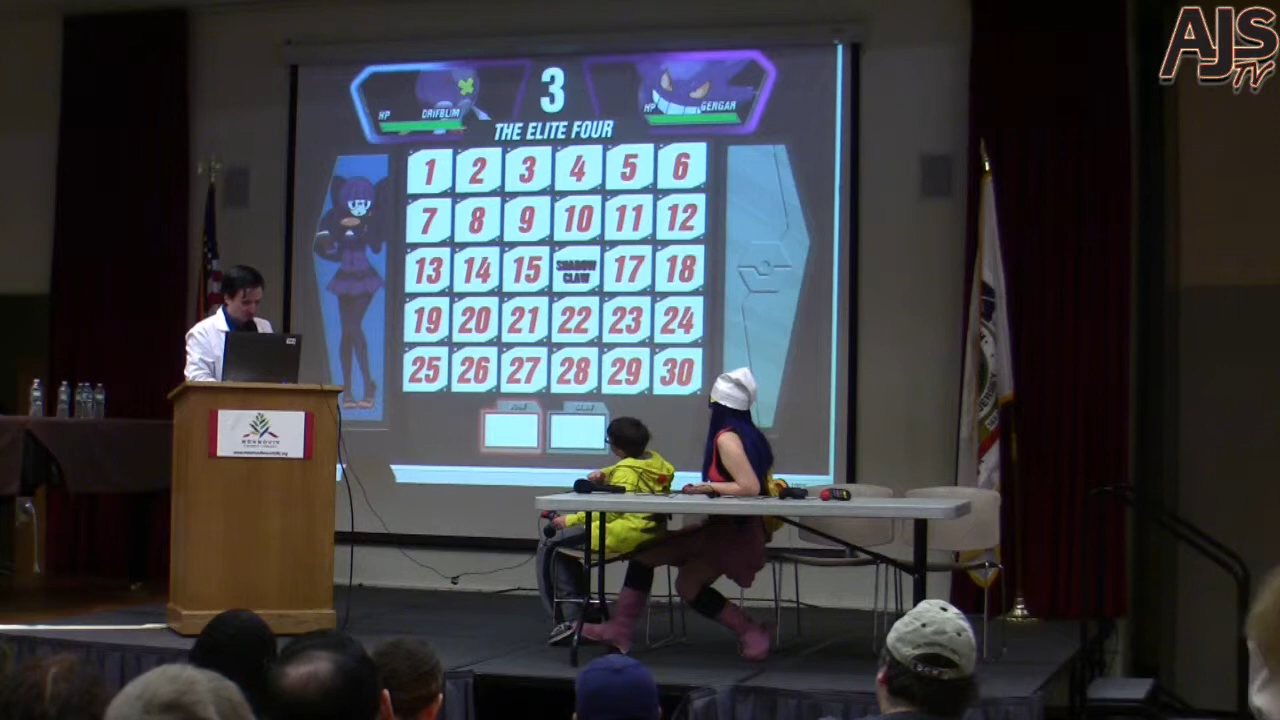 AJS
TV
3
HP DRIFBLIM
HP GENGAR
THE ELITE FOUR
1 2 3 4 5 6
7 8 9 10 11 12
13 14 15 SHADOW CLAW 17 18
19 20 21 22 23 24
25 26 27 28 29 30